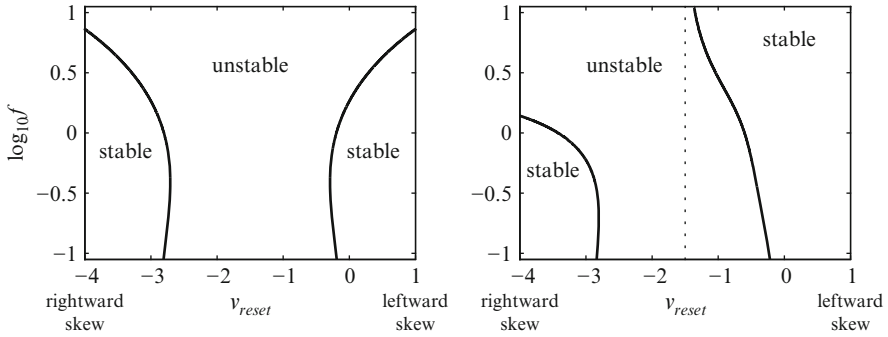 1
0.5
0
−0.5
−1
log10f
unstable
stable
stable
−4
−3
−2
−1
0
1
rightward
skew
vreset
leftward
skew
1
0.5
0
−0.5
−1
unstable
stable
stable
−4
−3
−2
−1
0
1
rightward
skew
vreset
leftward
skew